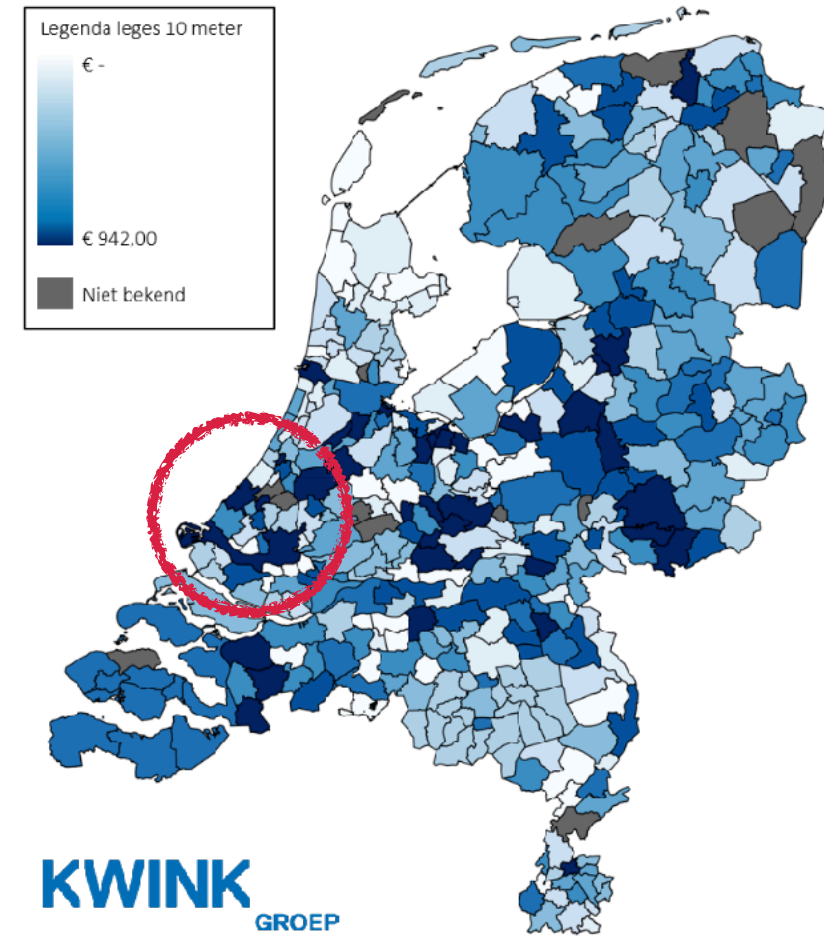 Legenda leges 10 meter
€ -
€ 942,00
Niet bekend
KWINK
GROEP